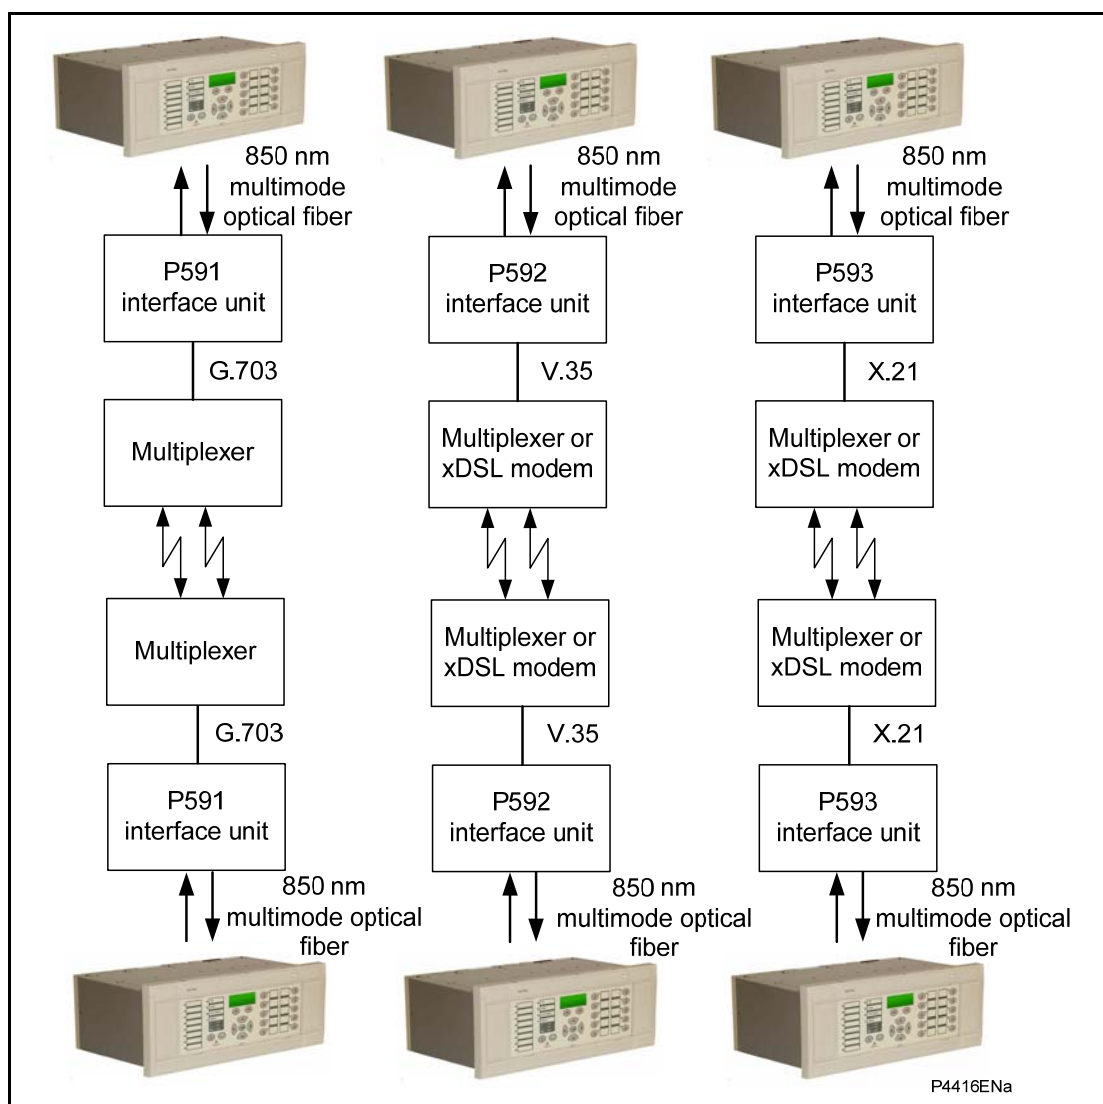 850 nm
multimode
optical fiber
850 nm
multimode
optical fiber
850 nm
multimode
optical fiber
P591
interface unit
P592
interface unit
P593
interface unit
G.703
V.35
X.21
Multiplexer
Multiplexer or
xDSL modem
Multiplexer or
xDSL modem
Multiplexer
Multiplexer or
xDSL modem
Multiplexer or
xDSL modem
G.703
V.35
X.21
P591
interface unit
P592
interface unit
P593
interface unit
850 nm
multimode optical
fiber
850 nm
multimode optical
fiber
850 nm
multimode optical
fiber
P4416ENa